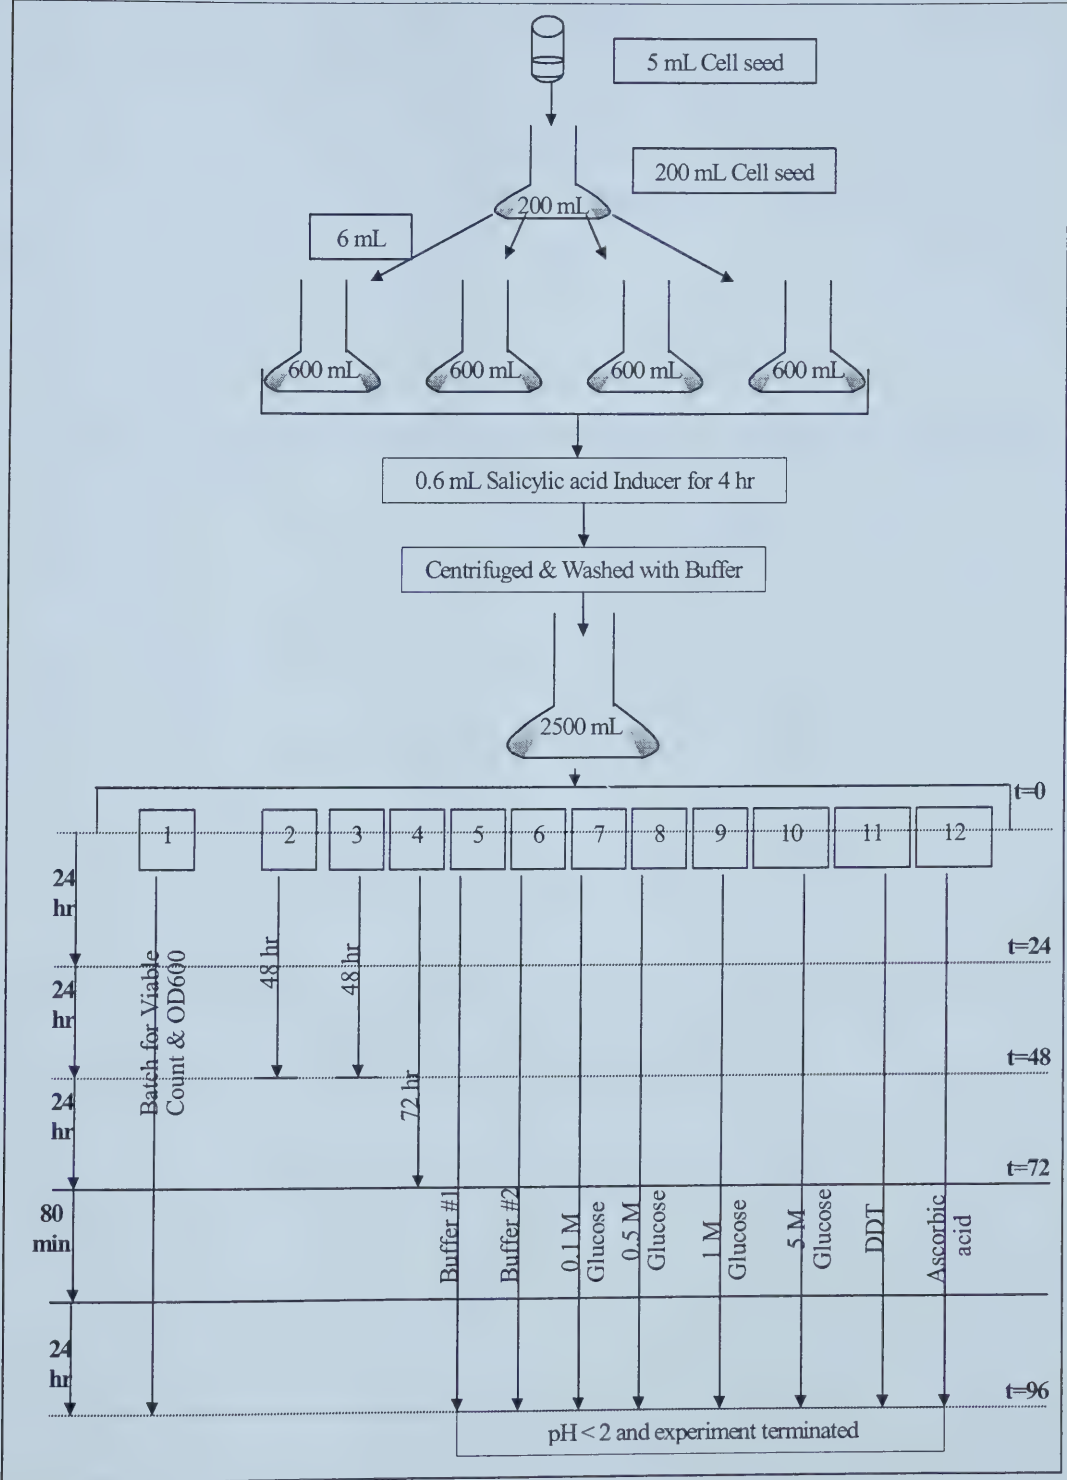 5 mL Cell seed
200 mL Cell seed
200 mL
6 mL
600 mL
600 mL
600 mL
600 mL
0.6 mL Salicylic acid Inducer for 4 hr
Centrifuged & Washed with Buffer
2500 mL
t=0
1
2
3
4
5
6
7
8
9
10
11
12
24
hr
t=24
24
hr
Batch for Viable
Count & OD600
48 hr
48 hr
t=48
24
hr
72 hr
t=72
80
min
Buffer #1
Buffer #2
0.1 M
Glucose
0.5 M
Glucose
1 M
Glucose
5 M
Glucose
DDT
Ascorbic
acid
24
hr
t=96
pH < 2 and experiment terminated